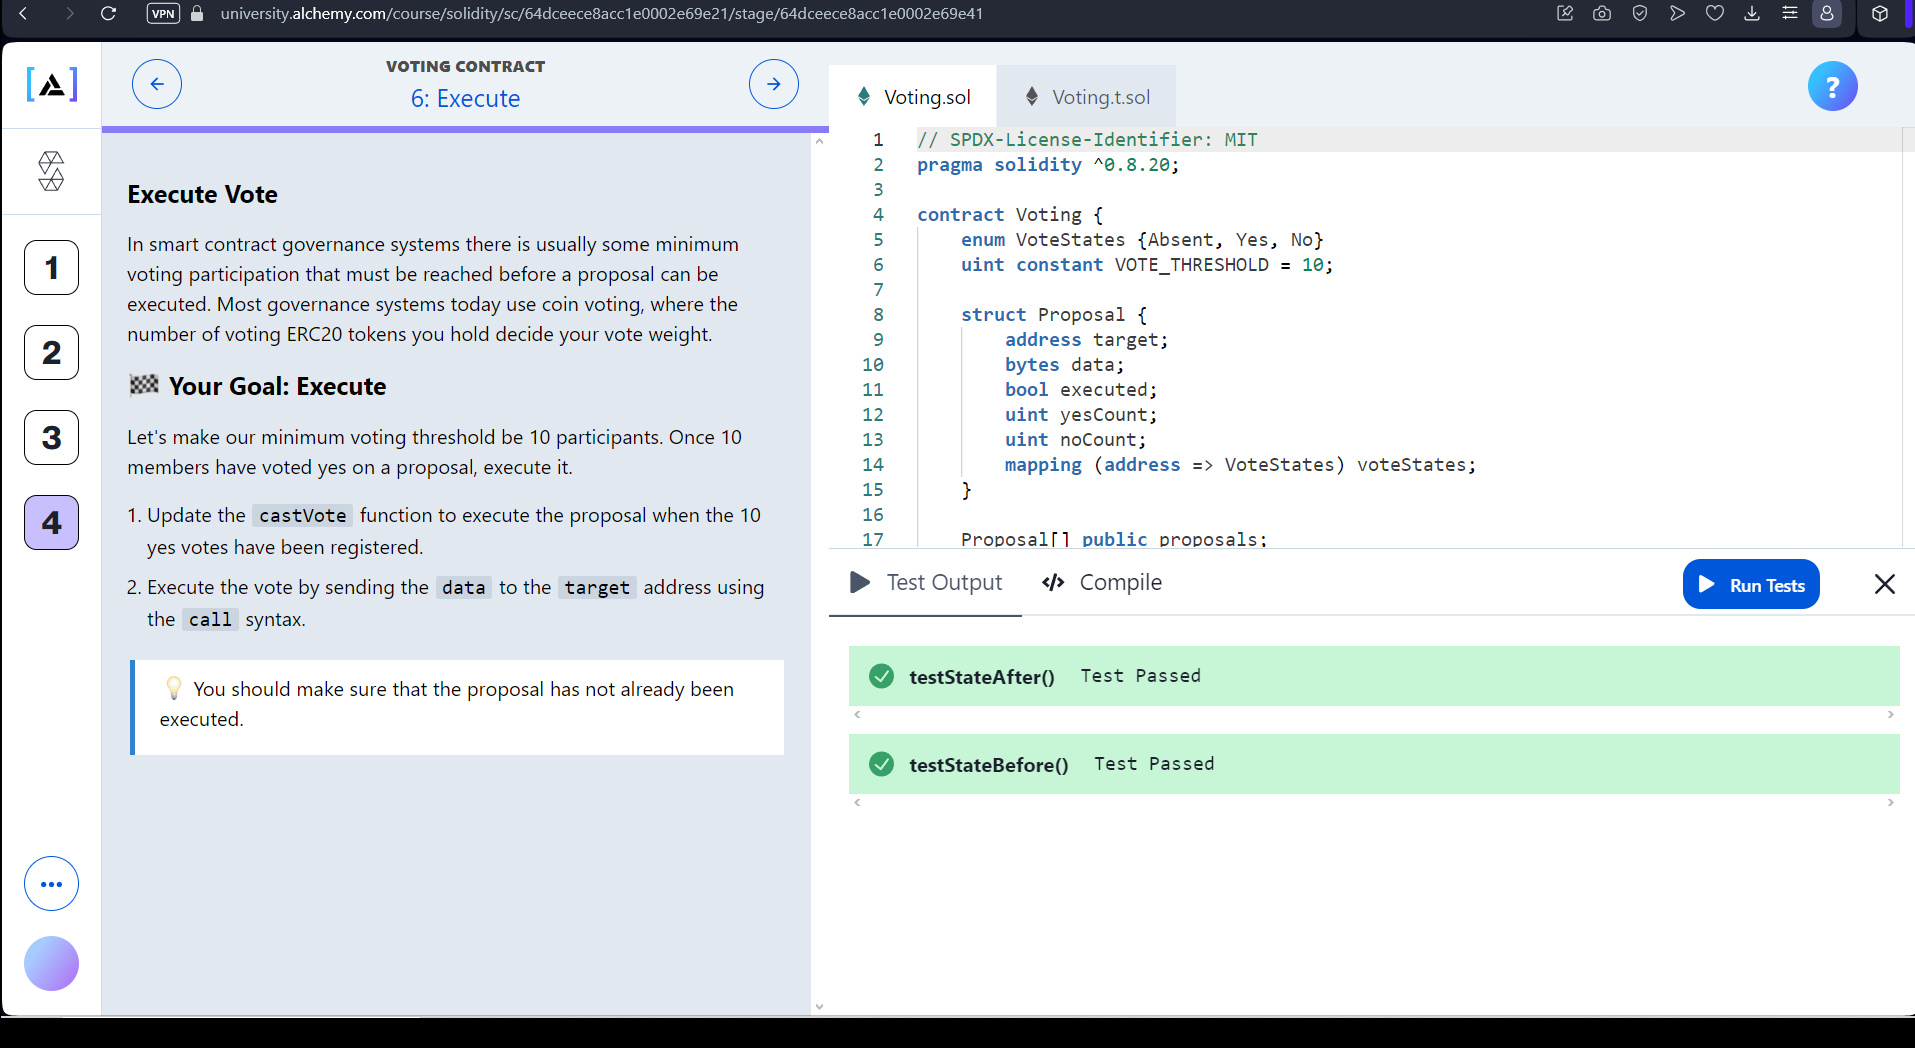 VPN
university.alchemy.com/course/solidity/sc/64dceece8acc1e0002e69e21/stage/64dceece8acc1e0002e69e41
VOTING CONTRACT
6: Execute
1
2
3
4
Execute Vote
In smart contract governance systems there is usually some minimum
voting participation that must be reached before a proposal can be
executed. Most governance systems today use coin voting, where the
number of voting ERC20 tokens you hold decide your vote weight.
Your Goal: Execute
Let's make our minimum voting threshold be 10 participants. Once 10
members have voted yes on a proposal, execute it.
1. Update the castVote function to execute the proposal when the 10
yes votes have been registered.
2. Execute the vote by sending the data to the target address using
the call syntax.
You should make sure that the proposal has not already been
executed.
Voting.sol
Voting.t.sol
?
1 // SPDX-License-Identifier: MIT
2 pragma solidity ^0.8.20;
3
4 contract Voting {
5 enum VoteStates {Absent, Yes, No}
6 uint constant VOTE_THRESHOLD = 10;
7
8 struct Proposal {
9 address target;
10 bytes data;
11 bool executed;
12 uint yesCount;
13 uint noCount;
14 mapping (address => VoteStates) voteStates;
15 }
16
17 Proposal[] public proposals;
Test Output
</> Compile
Run Tests
testStateAfter() Test Passed
testStateBefore() Test Passed